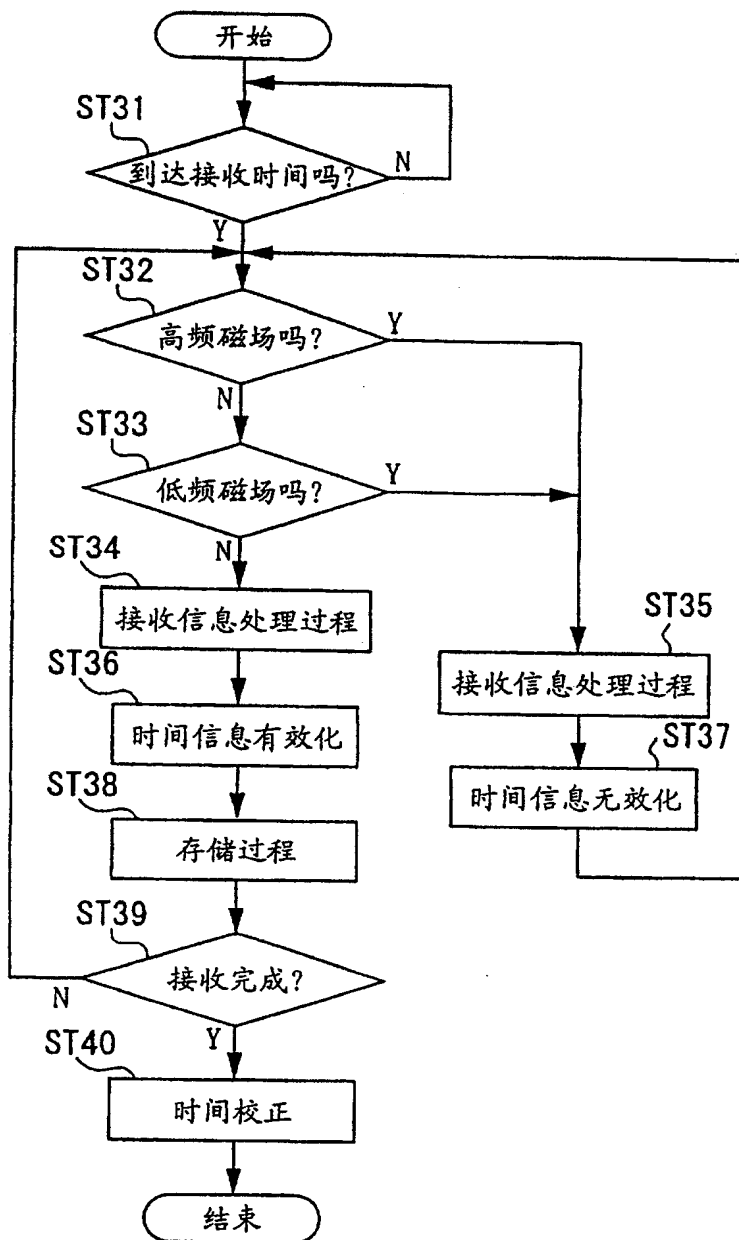 开始
ST31
到达接收时间吗?
N
Y
ST32
高频磁场吗?
Y
N
ST33
低频磁场吗?
Y
N
ST34
接收信息处理过程
ST35
接收信息处理过程
ST36
时间信息有效化
ST37
时间信息无效化
ST38
存储过程
ST39
接收完成?
N
Y
ST40
时间校正
结束